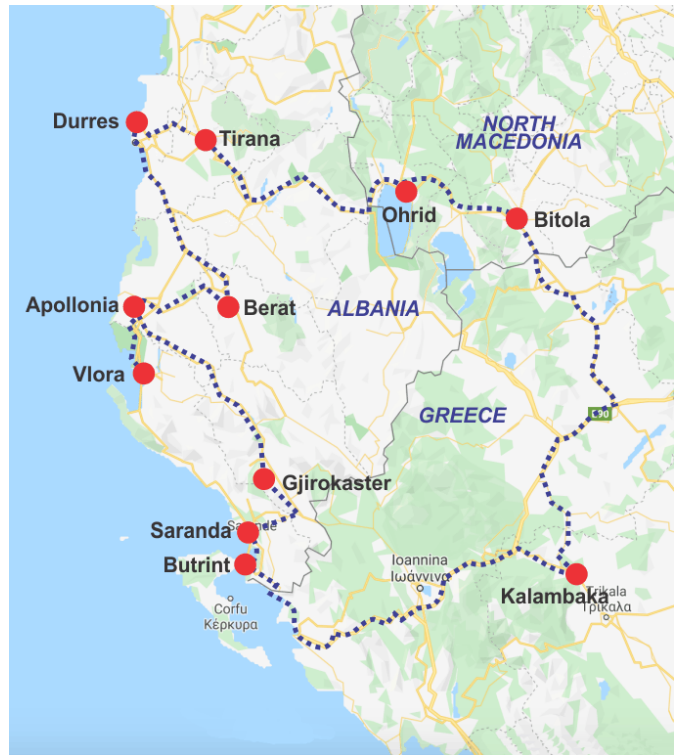 Durres
Tirana
NORTH
MACEDONIA
Ohrid
Bitola
Apollonia
Berat
ALBANIA
Vlora
GREECE
E90
Gjirokaster
Saranda
Butrint
Ioannina
Ιωάννινα
Kalambaka
Trikala
Τρίκαλα
Corfu
Κέρκυρα